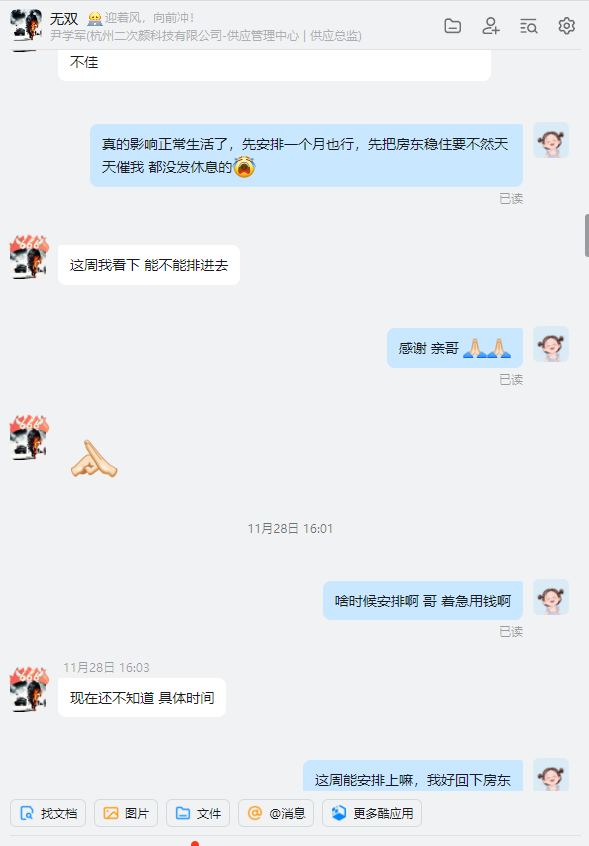 无双 迎着风，向前冲！
尹学军(杭州二次颜科技有限公司-供应管理中心 | 供应总监)
不佳
真的影响正常生活了，先安排一个月也行，先把房东稳住要不然天
天催我 都没发休息的
已读
这周我看下 能不能排进去
感谢 亲哥
已读
11月28日 16:01
啥时候安排啊 哥 着急用钱啊
已读
11月28日 16:03
现在还不知道 具体时间
这周能安排上嘛，我好回下房东
找文档 图片 文件 @消息 更多酷应用